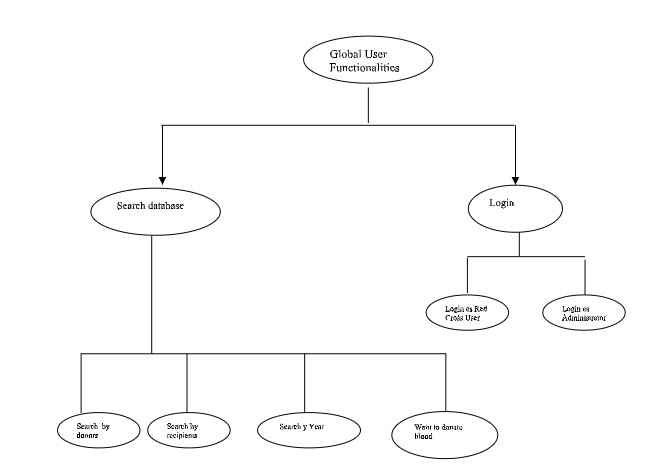 Global User
Functionalities
Search database
Login
Login as Red
Cross User
Login as
Administrator
Search by
donors
Search by
recipients
Search y Year
Want to donate
blood